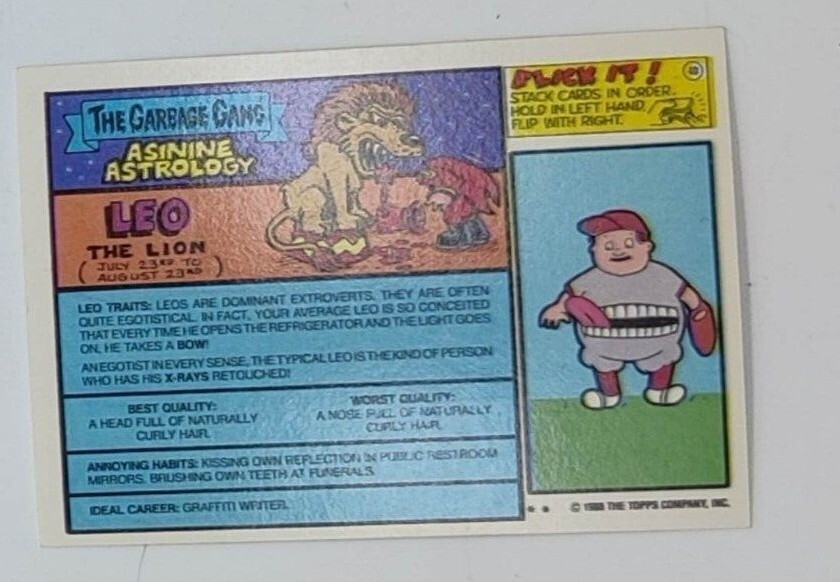 THE GARBAGE GANG
ASININE
ASTROLOGY
LEO
THE LION
( JULY 23RD TO
AUGUST 23RD )
LEO TRAITS: LEOS ARE DOMINANT EXTROVERTS. THEY ARE OFTEN
QUITE EGOTISTICAL. IN FACT, YOUR AVERAGE LEO IS SO CONCEITED
THAT EVERY TIME HE OPENS THE REFRIGERATOR AND THE LIGHT GOES
ON, HE TAKES A BOW!
AN EGOTIST IN EVERY SENSE, THE TYPICAL LEO IS THE KIND OF PERSON
WHO HAS HIS X-RAYS RETOUCHED!
BEST QUALITY:
A HEAD FULL OF NATURALLY
CURLY HAIR.
WORST QUALITY:
A NOSE FULL OF NATURALLY
CURLY HAIR.
ANNOYING HABITS: KISSING OWN REFLECTION IN PUBLIC RESTROOM
MIRRORS. BRUSHING OWN TEETH AT FUNERALS.
IDEAL CAREER: GRAFFITI WRITER.
FLICK IT!
STACK CARDS IN ORDER.
HOLD IN LEFT HAND,
FLIP WITH RIGHT.
** © 1988 THE TOPPS COMPANY, INC.